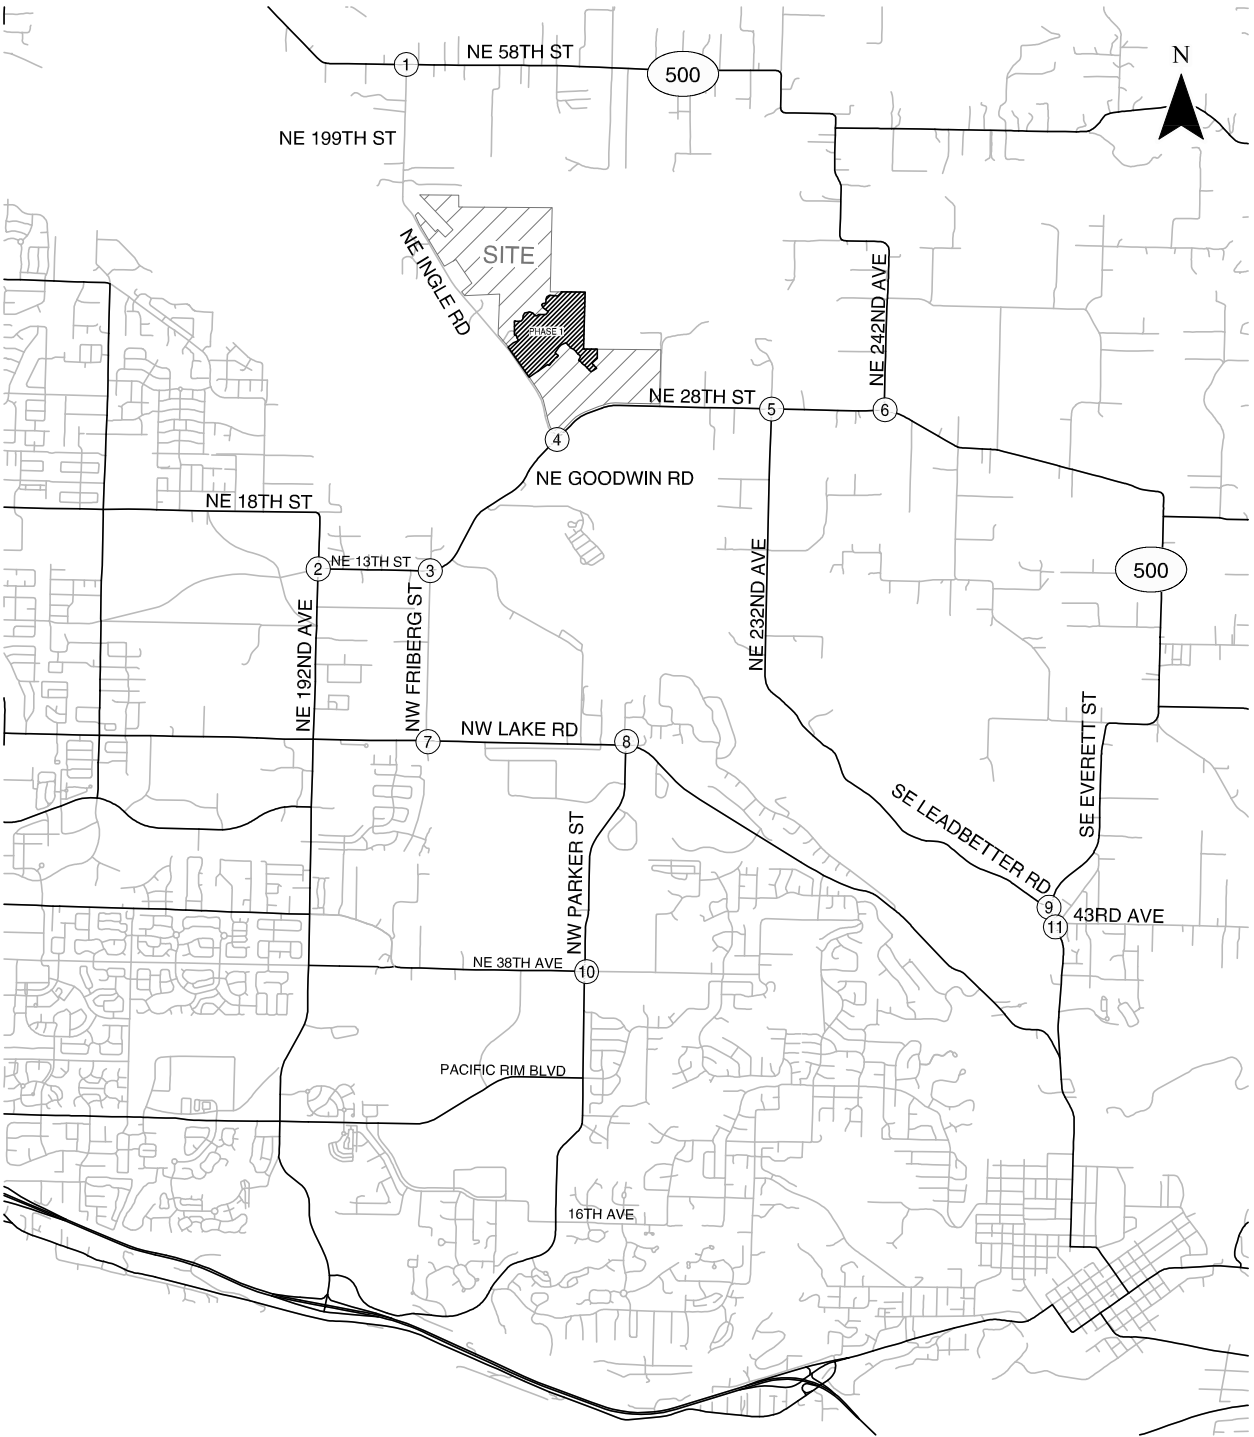 NE 58TH ST
1
500
N
NE 199TH ST
SITE
NE INGLE RD
NE 242ND AVE
PHASE 1
NE 28TH ST
5
6
4
NE GOODWIN RD
NE 18TH ST
NE 13TH ST
2
3
500
NE 232ND AVE
NE 192ND AVE
NW FRIBERG ST
SE EVERETT ST
NW LAKE RD
7
8
SE LEADBETTER RD
NW PARKER ST
9
43RD AVE
11
NE 38TH AVE
10
PACIFIC RIM BLVD
16TH AVE